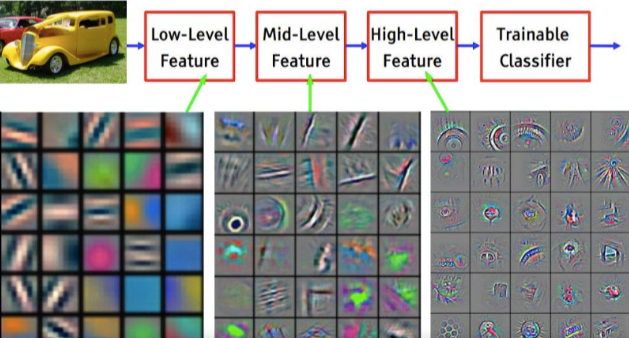 Low-Level
Feature
Mid-Level
Feature
High-Level
Feature
Trainable
Classifier